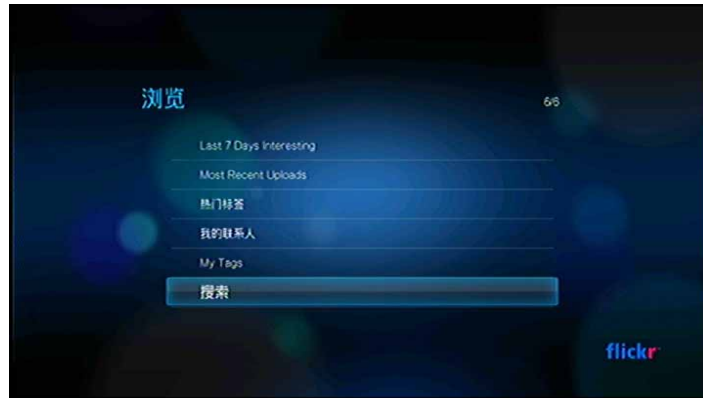 浏览
6/6
Last 7 Days Interesting
Most Recent Uploads
热门标签
我的联系人
My Tags
搜索
flickr